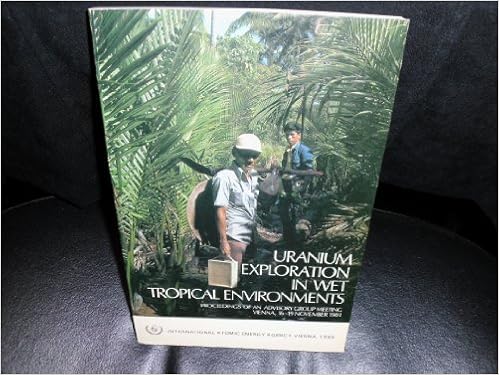 URANIUM
EXPLORATION
IN WET
TROPICAL ENVIRONMENTS
PROCEEDINGS OF AN ADVISORY GROUP MEETING
VIENNA, 16-19 NOVEMBER 1981
INTERNATIONAL ATOMIC ENERGY AGENCY, VIENNA, 1983